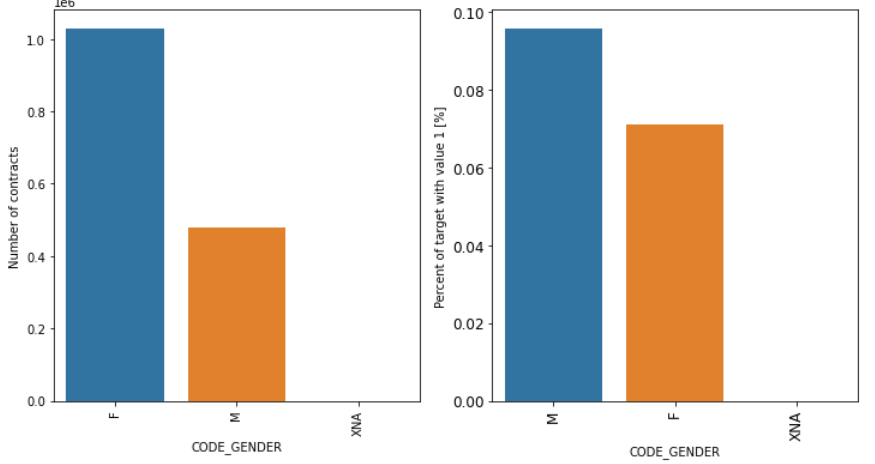 1e6
1.0
0.8
0.6
0.4
0.2
0.0
Number of contracts
F
M
XNA
CODE_GENDER
0.10
0.08
0.06
0.04
0.02
0.00
Percent of target with value 1 [%]
M
F
XNA
CODE_GENDER